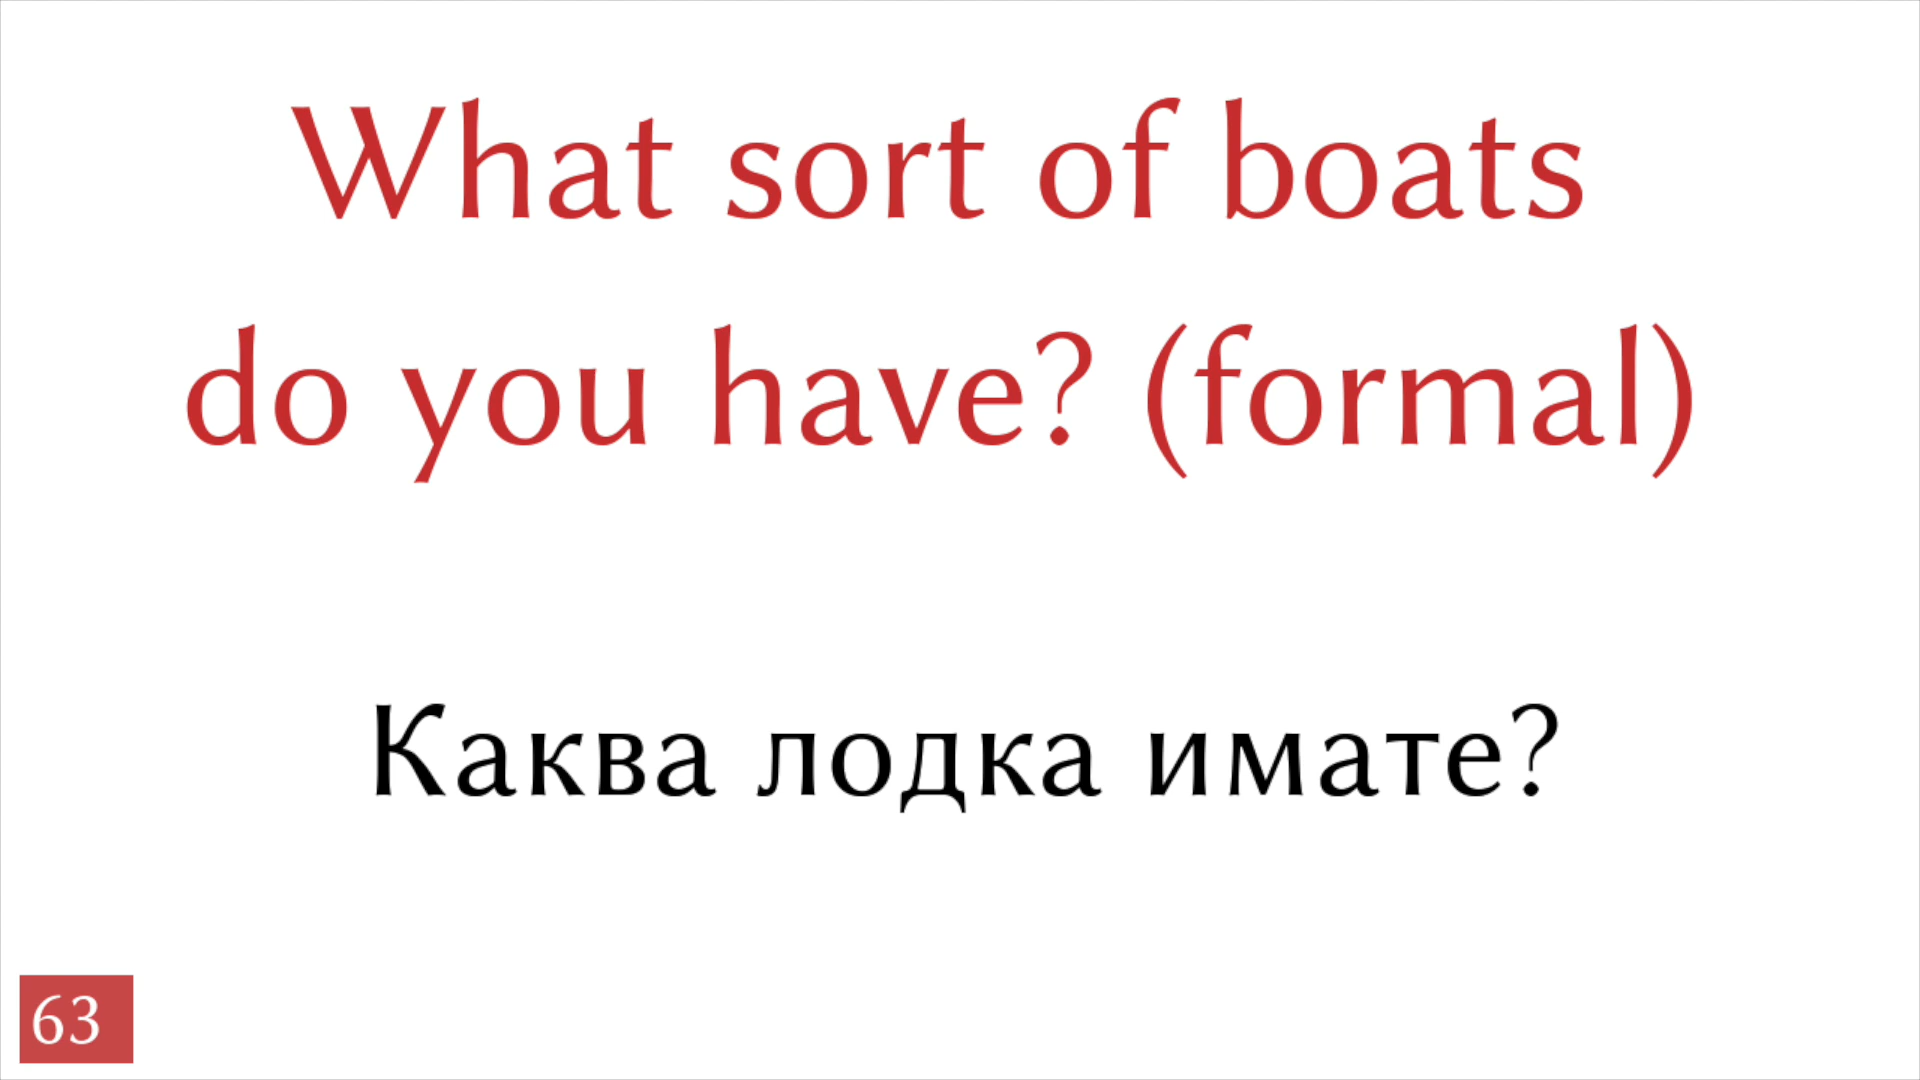 What sort of boats
do you have? (formal)
Каква лодка имате?
63